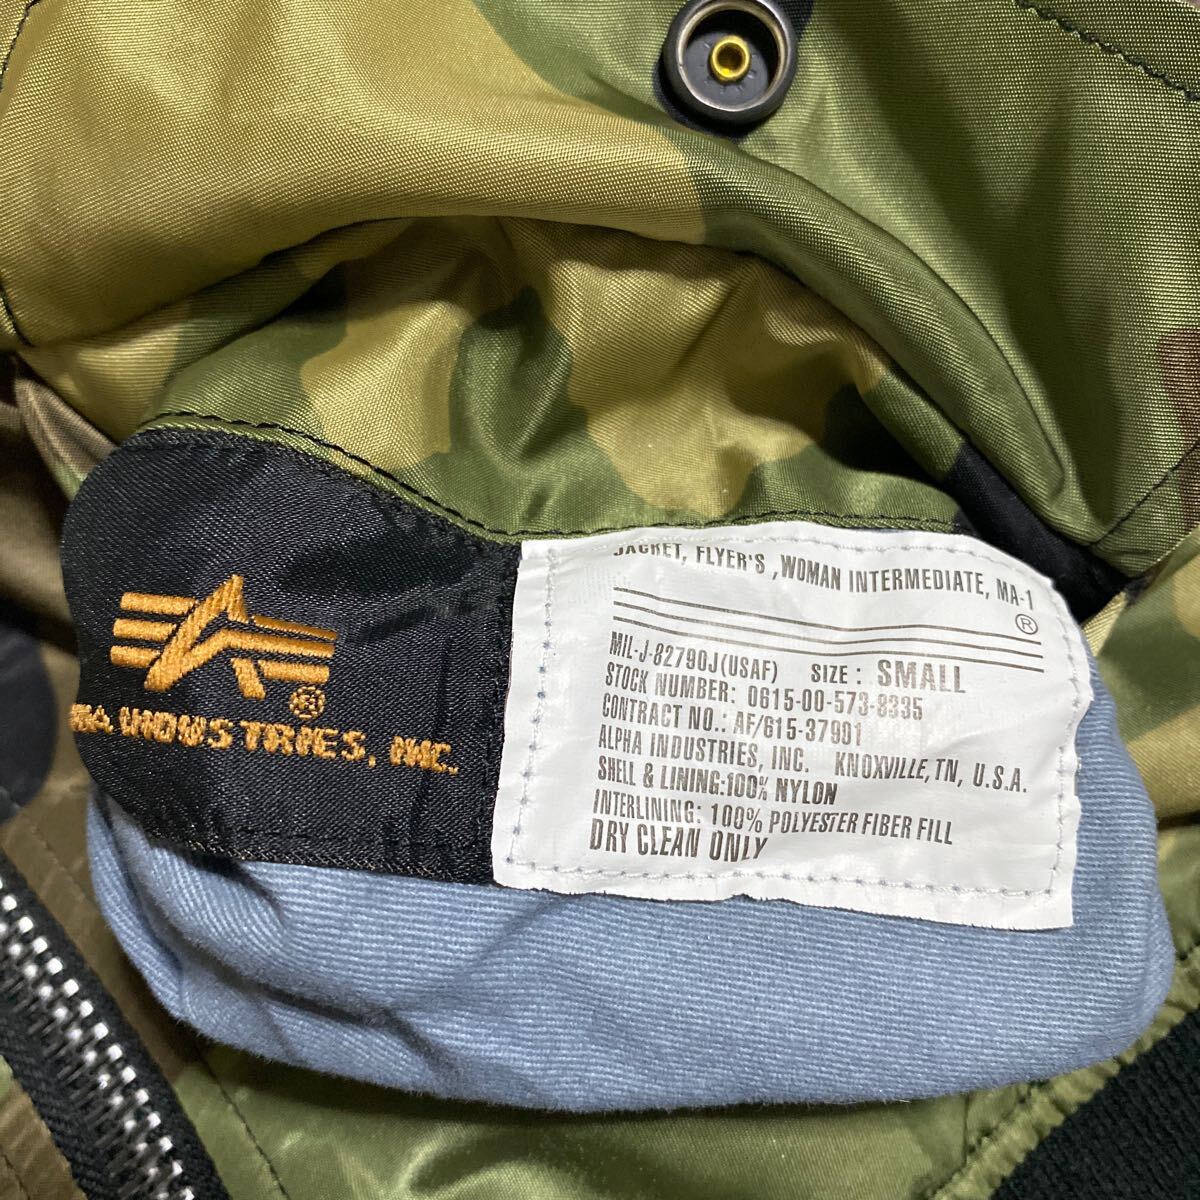 HA INDUSTRIES, INC.
JACKET, FLYER'S ,WOMAN INTERMEDIATE, MA-1
®
MIL-J-82790J(USAF) SIZE: SMALL
STOCK NUMBER: 0615-00-573-8335
CONTRACT NO.: AF/615-37991
ALPHA INDUSTRIES, INC. KNOXVILLE, TN, U.S.A.
SHELL & LINING:100% NYLON
INTERLINING: 100% POLYESTER FIBER FILL
DRY CLEAN ONLY